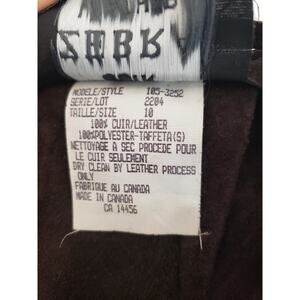 MODELE/STYLE 105-3252
SERIE/LOT 2204
TAILLE/SIZE 10
100% CUIR/LEATHER
100%POLYESTER-TAFFETA(S)
NETTOYAGE A SEC PROCEDE POUR
LE CUIR SEULEMENT
DRY CLEAN BY LEATHER PROCESS
ONLY
FABRIQUE AU CANADA
MADE IN CANADA
CA 14456